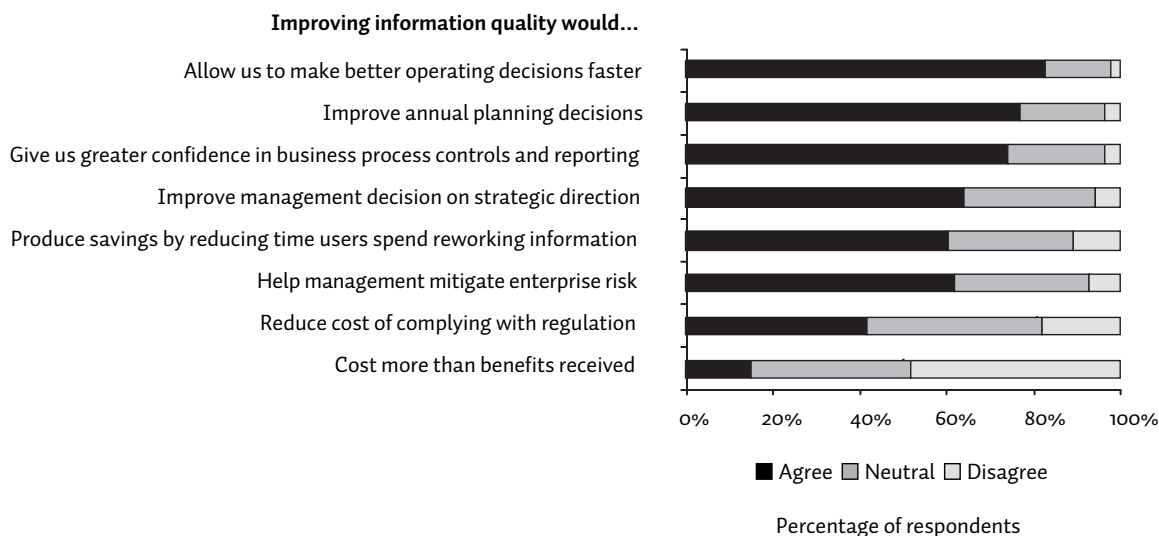 Improving information quality would...
Allow us to make better operating decisions faster
Improve annual planning decisions
Give us greater confidence in business process controls and reporting
Improve management decision on strategic direction
Produce savings by reducing time users spend reworking information
Help management mitigate enterprise risk
Reduce cost of complying with regulation
Cost more than benefits received
0% 20% 40% 60% 80% 100%
Agree Neutral Disagree
Percentage of respondents